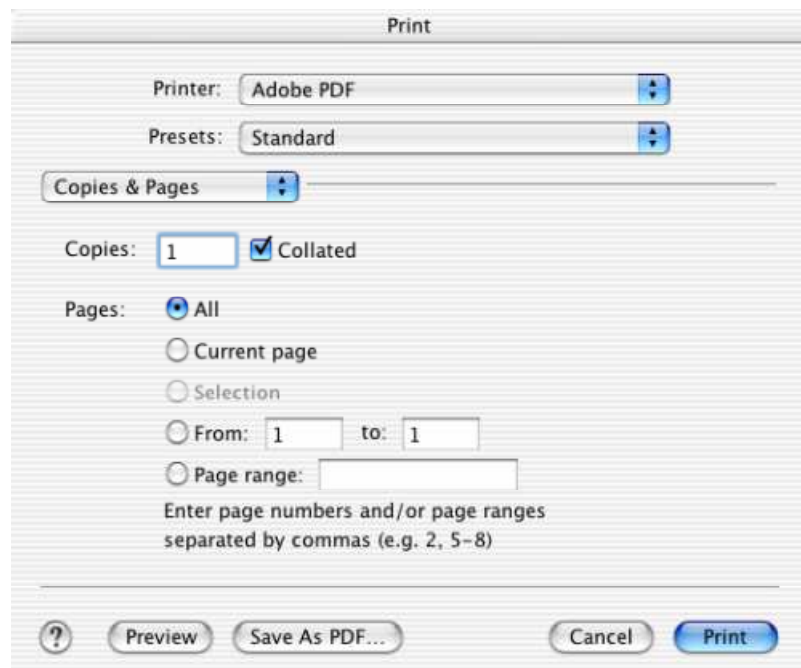 Print
Printer: Adobe PDF
Presets: Standard
Copies & Pages
Copies: 1 Collated
Pages: All
Current page
Selection
From: 1 to: 1
Page range:
Enter page numbers and/or page ranges
separated by commas (e.g. 2, 5-8)
? Preview Save As PDF... Cancel Print